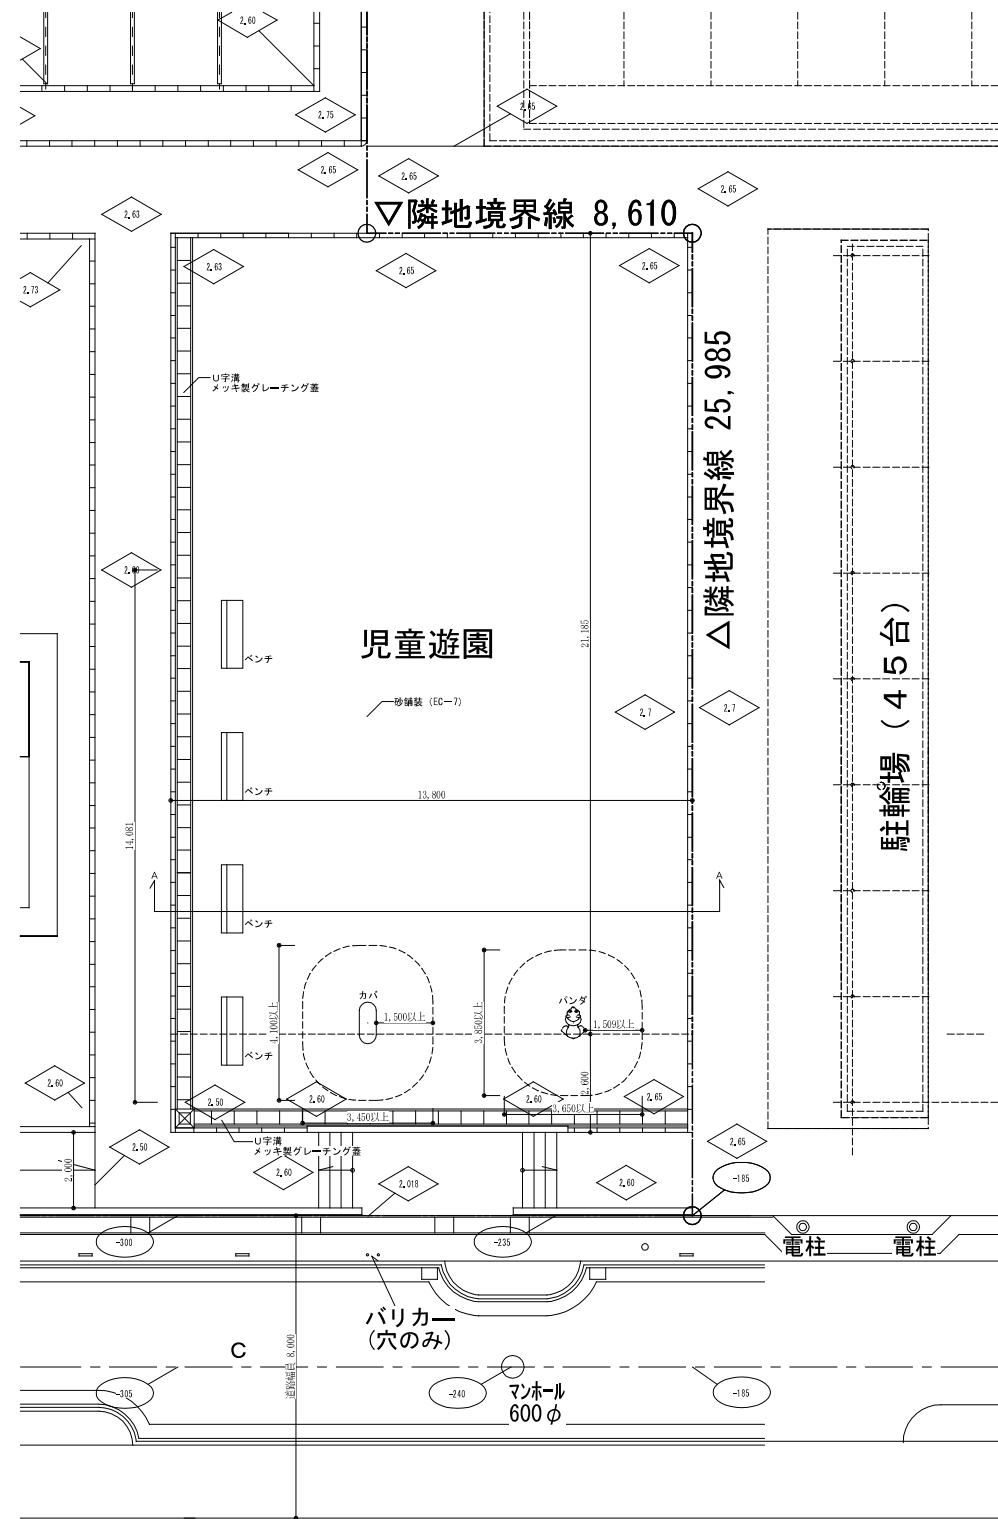 2.60
2.75
2.65
2.65
2.65
2.65
2.63
▽隣地境界線 8,610
2.63
2.65
2.65
2.73
△隣地境界線 25,985
U字溝
メッキ製グレーチング蓋
ベンチ
児童遊園
21,185
砂舗装 (EC-7)
2.7
2.7
駐輪場(45台)
ベンチ
13,800
14,081
A
A
ベンチ
カバ
パンダ
4,100以上
1,500以上
3,850以上
1,509以上
ベンチ
2,600
2.60
2.50
2.60
2.60
2.65
3,450以上
3,650以上
U字溝
メッキ製グレーチング蓋
2.50
2.65
2,000
2.60
2.018
2.60
-185
-300
-235
電柱
電柱
バリカー
(穴のみ)
C
道路幅員 8,000
-305
-240
マンホール
600φ
-185